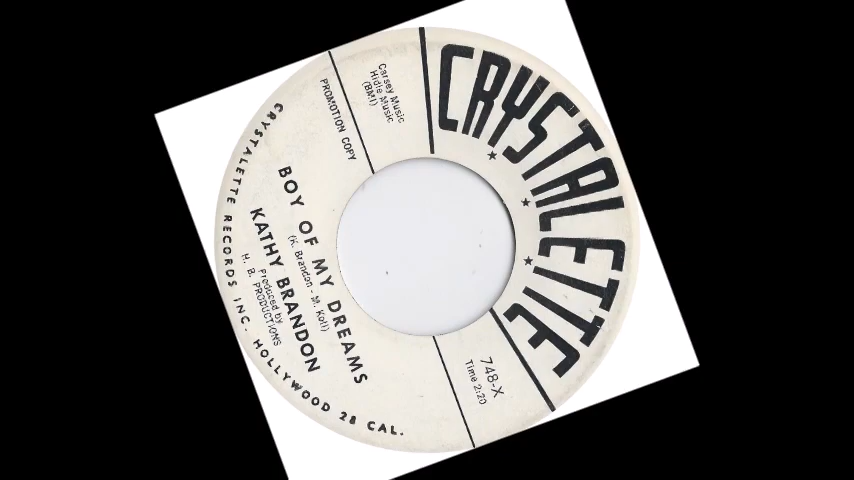 CRYSTALETTE
Carsey Music
Hidle Music
(BMI)
PROMOTION COPY
748-X
Time 2:20
BOY OF MY DREAMS
(K. Brandon - M. Koll)
KATHY BRANDON
Produced by
H. B. PRODUCTIONS
CRYSTALETTE RECORDS INC. HOLLYWOOD 28 CAL.